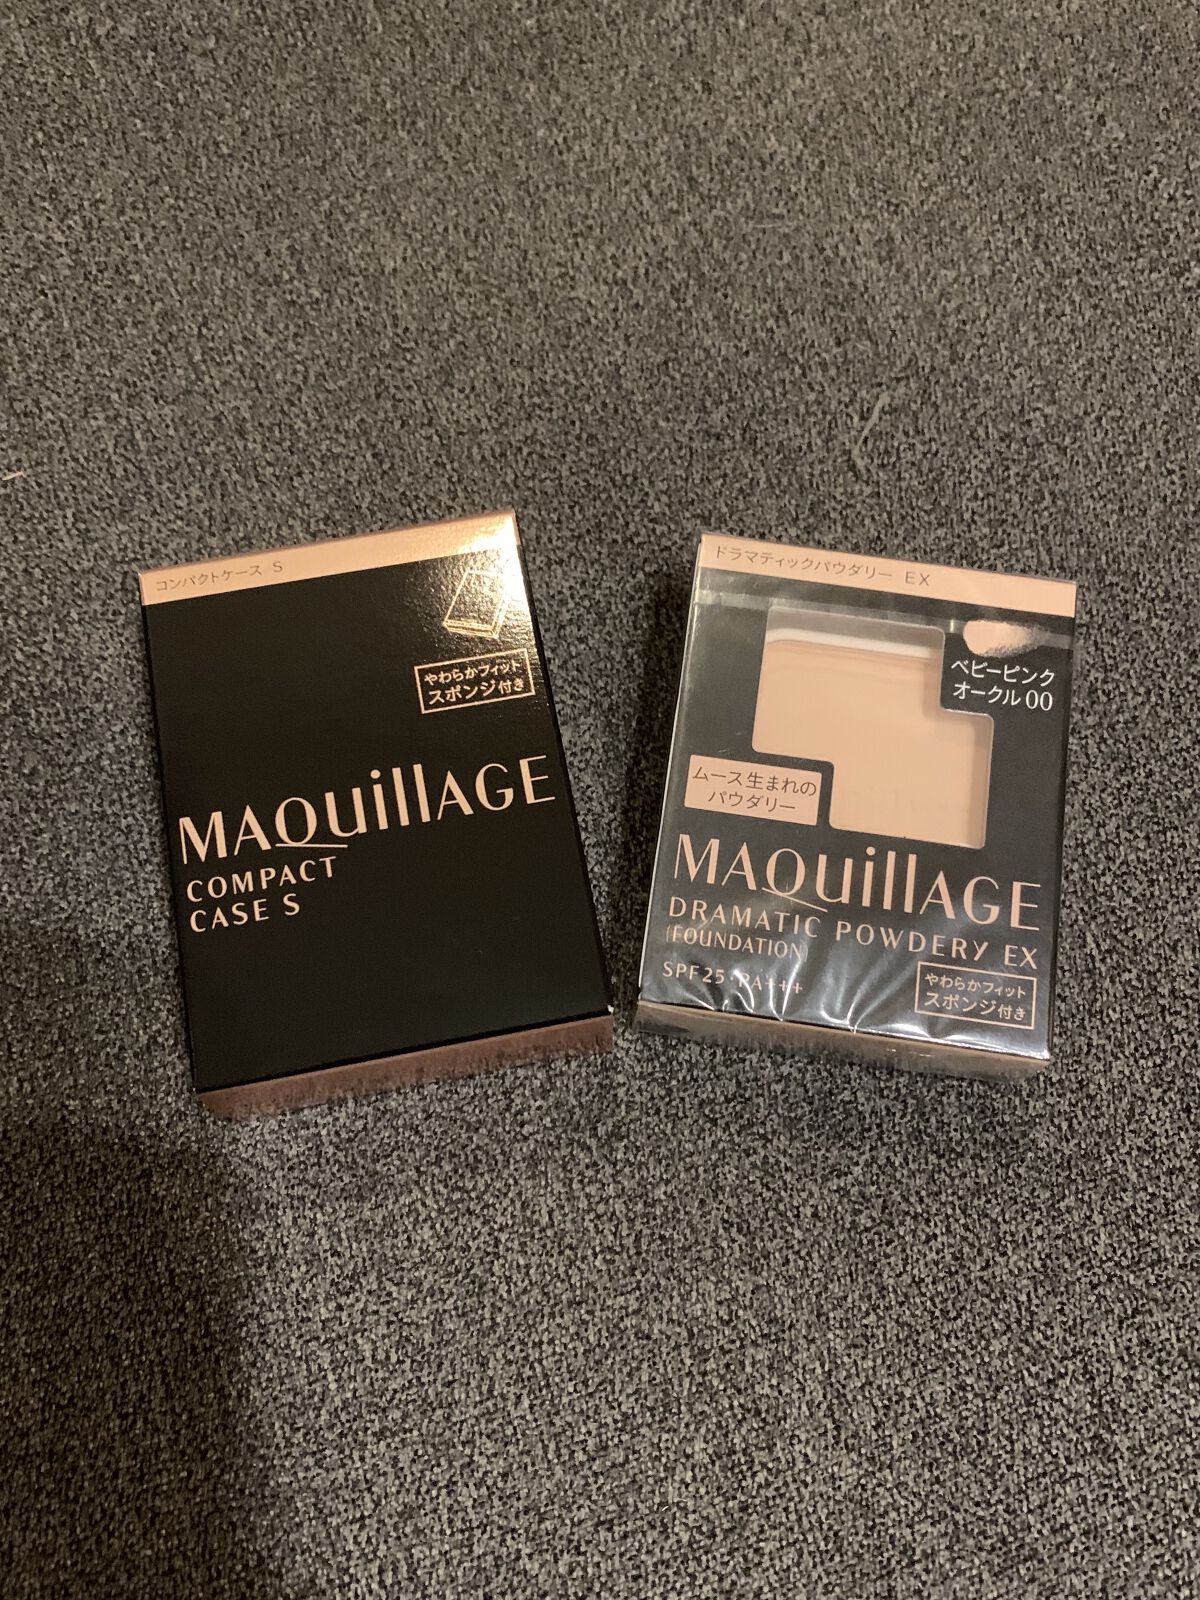 コンパクトケース S
やわらかフィット
スポンジ付き
MAQuillAGE
COMPACT
CASE S
ドラマティックパウダリー EX
ベビーピンク
オークル00
ムース生まれの
パウダリー
MAQuillAGE
DRAMATIC POWDERY EX
(FOUNDATION)
SPF25・PA+++
やわらかフィット
スポンジ付き